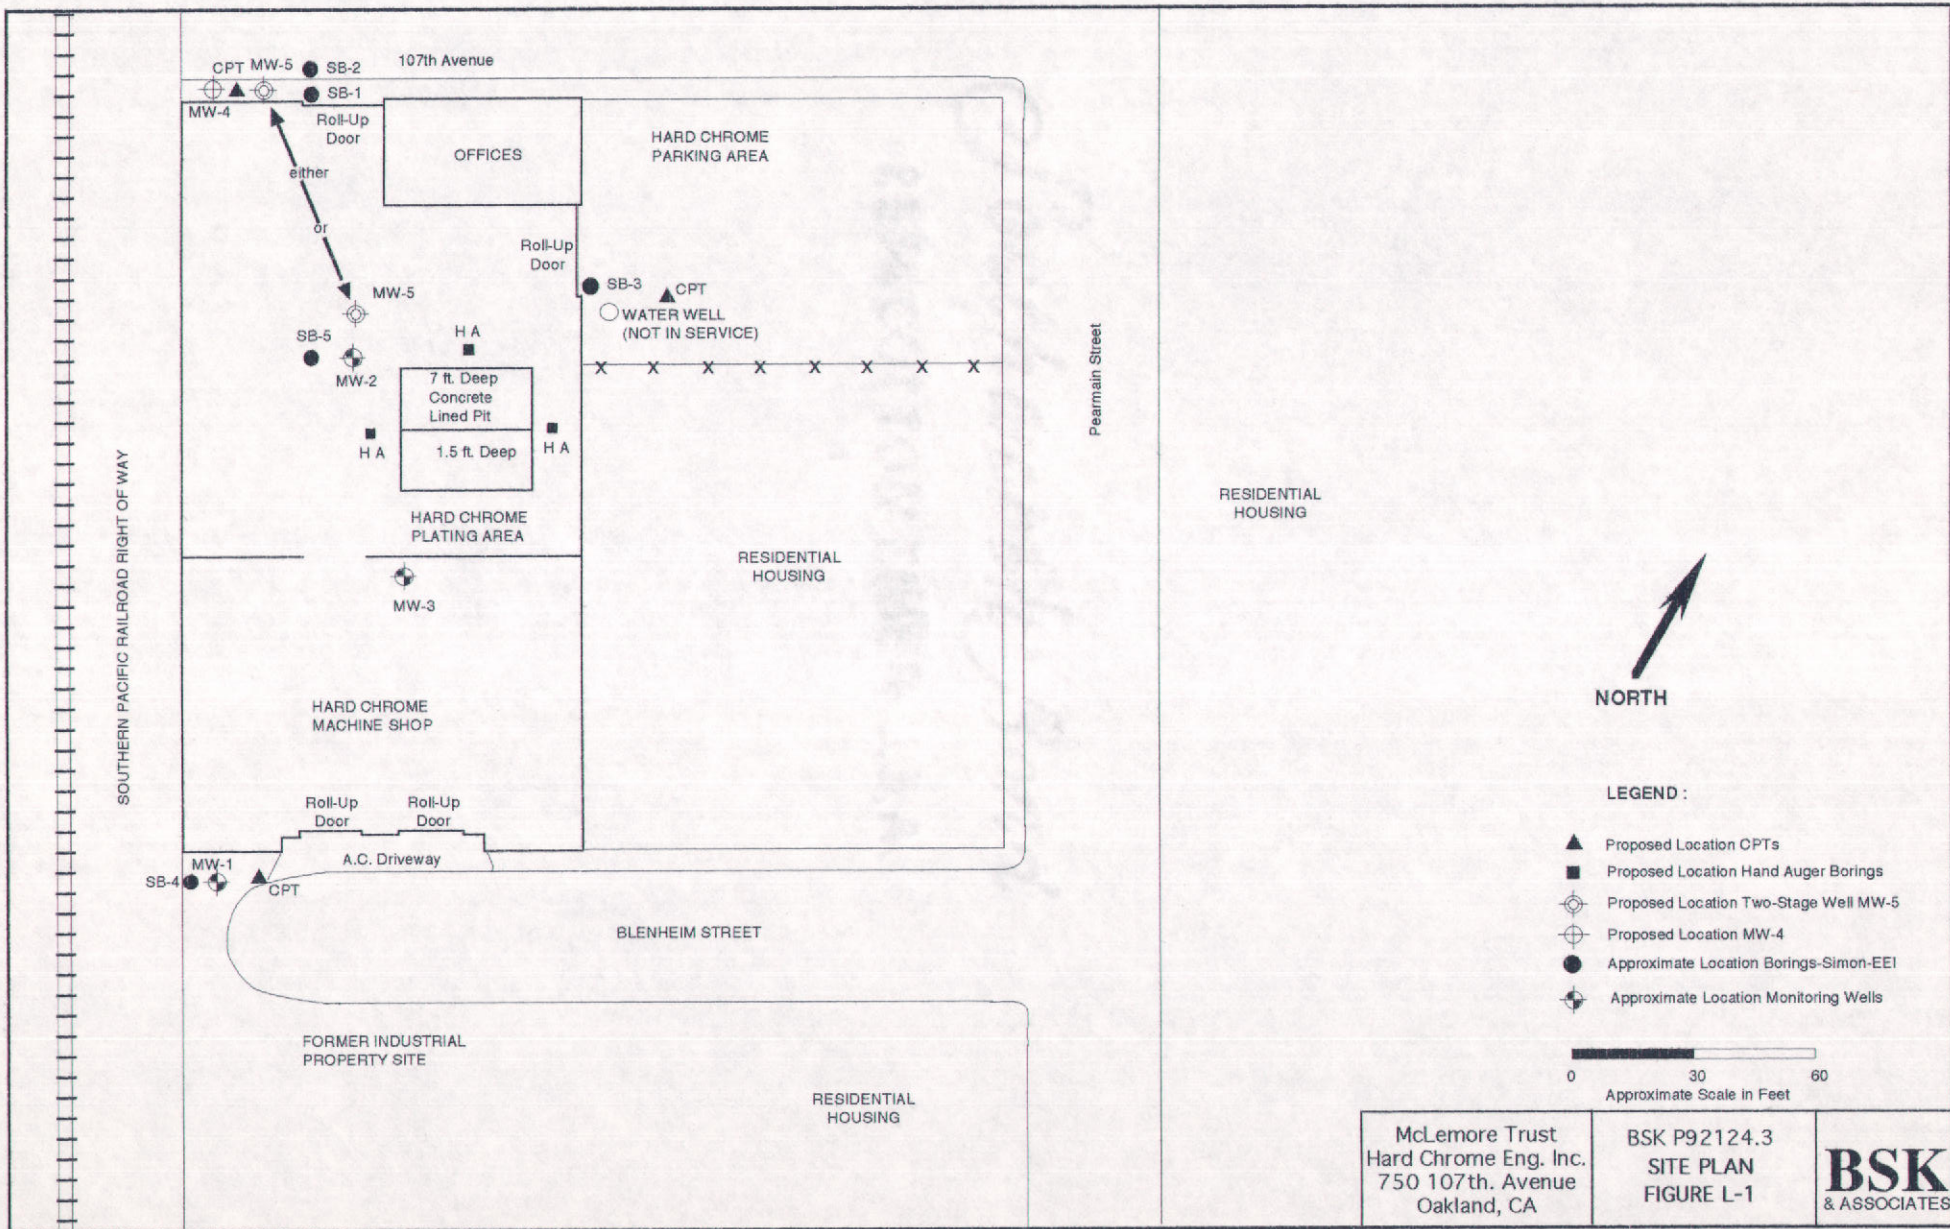 107th Avenue
CPT
MW-5
SB-2
SB-1
MW-4
Roll-Up
Door
OFFICES
HARD CHROME
PARKING AREA
either
or
Roll-Up
Door
SB-3
CPT
WATER WELL
(NOT IN SERVICE)
MW-5
SB-5
MW-2
H A
7 ft. Deep
Concrete
Lined Pit
1.5 ft. Deep
H A
H A
X X X X X X X X
Pearmain Street
HARD CHROME
PLATING AREA
RESIDENTIAL
HOUSING
RESIDENTIAL
HOUSING
SOUTHERN PACIFIC RAILROAD RIGHT OF WAY
MW-3
HARD CHROME
MACHINE SHOP
NORTH
Roll-Up
Door
Roll-Up
Door
A.C. Driveway
MW-1
SB-4
CPT
BLENHEIM STREET
FORMER INDUSTRIAL
PROPERTY SITE
RESIDENTIAL
HOUSING
LEGEND :
Proposed Location CPTs
Proposed Location Hand Auger Borings
Proposed Location Two-Stage Well MW-5
Proposed Location MW-4
Approximate Location Borings-Simon-EEI
Approximate Location Monitoring Wells
0 30 60
Approximate Scale in Feet
McLemore Trust
Hard Chrome Eng. Inc.
750 107th. Avenue
Oakland, CA
BSK P92124.3
SITE PLAN
FIGURE L-1
BSK
& ASSOCIATES